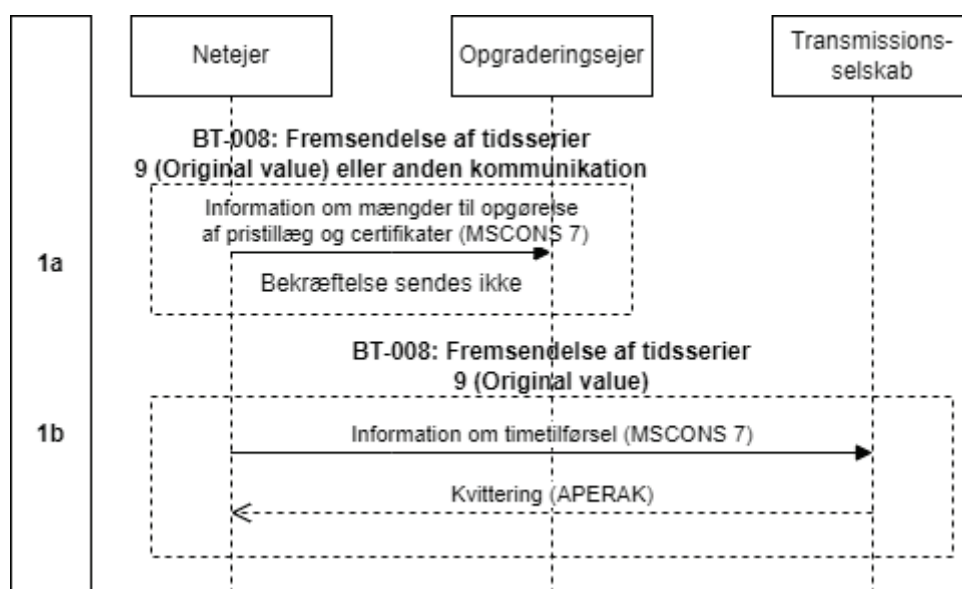 Netejer
Opgraderingsejer
Transmissions-
selskab
BT-008: Fremsendelse af tidsserier
9 (Original value) eller anden kommunikation
Information om mængder til opgørelse
af pristillæg og certifikater (MSCONS 7)
1a
Bekræftelse sendes ikke
BT-008: Fremsendelse af tidsserier
9 (Original value)
1b
Information om timetilførsel (MSCONS 7)
Kvittering (APERAK)